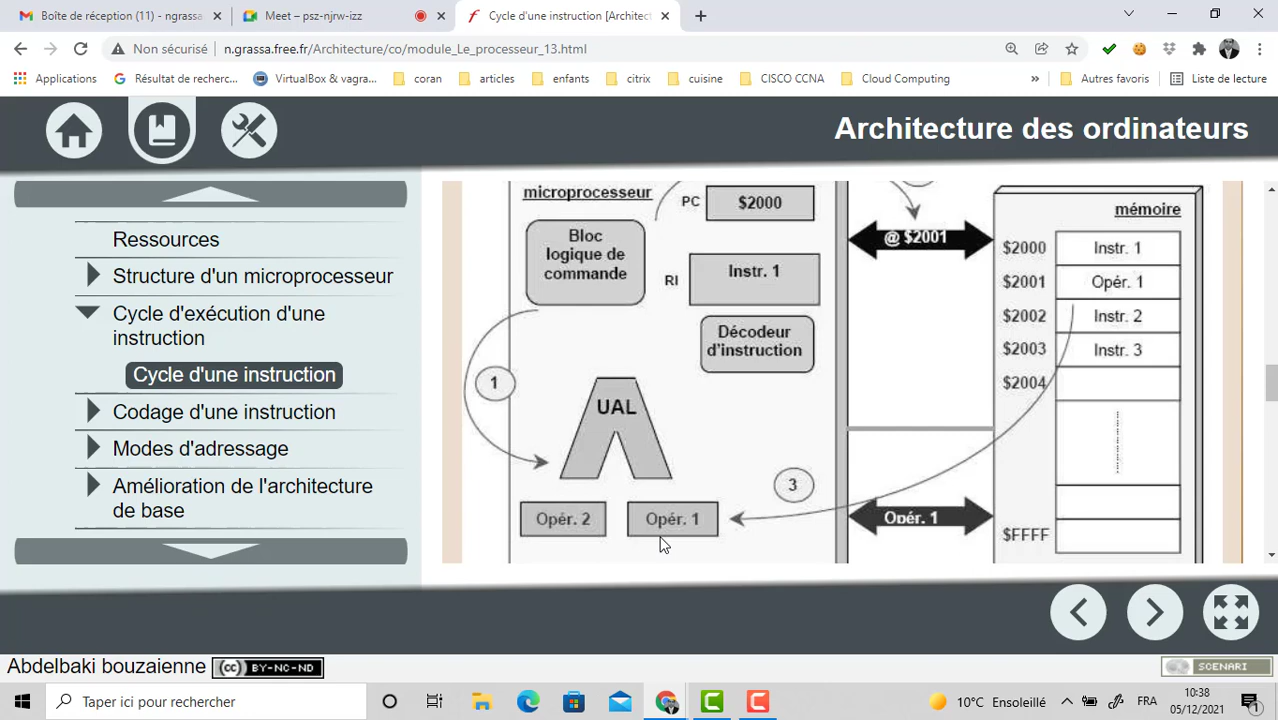 Boîte de réception (11) - ngrassa
Meet – psz-njrw-izz
Cycle d'une instruction [Architect
Non sécurisé
n.grassa.free.fr/Architecture/co/module_Le_processeur_13.html
Applications
Résultat de recherc...
VirtualBox & vagra...
coran
articles
enfants
citrix
cuisine
CISCO CCNA
Cloud Computing
»
Autres favoris
Liste de lecture
Architecture des ordinateurs
Ressources
Structure d'un microprocesseur
Cycle d'exécution d'une
instruction
Cycle d'une instruction
Codage d'une instruction
Modes d'adressage
Amélioration de l'architecture
de base
microprocesseur
PC
$2000
Bloc
logique de
commande
RI
Instr. 1
Décodeur
d'instruction
1
UAL
3
Opér. 2
Opér. 1
@ $2001
Opér. 1
mémoire
$2000
Instr. 1
$2001
Opér. 1
$2002
Instr. 2
$2003
Instr. 3
$2004
$FFFF
Abdelbaki bouzaienne
cc BY-NC-ND
SCENARI
Taper ici pour rechercher
10°C Ensoleillé
FRA
10:38
05/12/2021
1